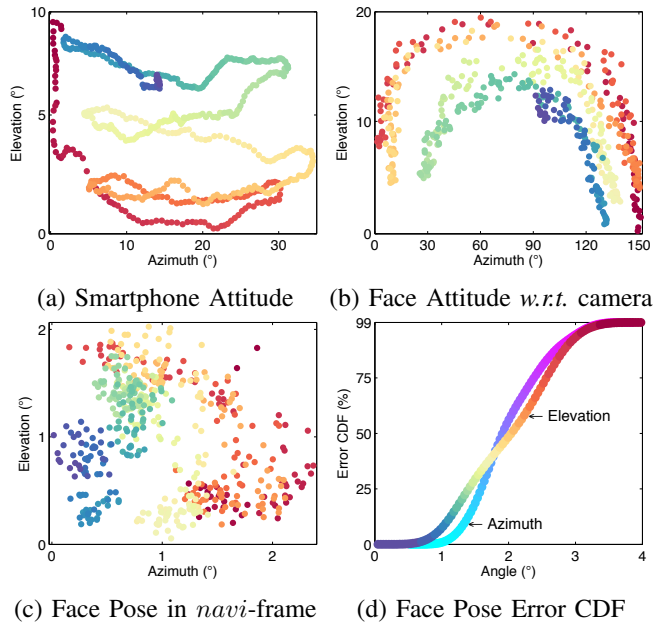 10
5
0
Elevation (°)
0 10 20 30
Azimuth (°)
(a) Smartphone Attitude
20
10
0
Elevation (°)
0 30 60 90 120 150
Azimuth (°)
(b) Face Attitude w.r.t. camera
2
1
0
Elevation (°)
0 1 2
Azimuth (°)
(c) Face Pose in navi-frame
99
75
50
25
0
Error CDF (%)
Elevation
Azimuth
0 1 2 3 4
Angle (°)
(d) Face Pose Error CDF